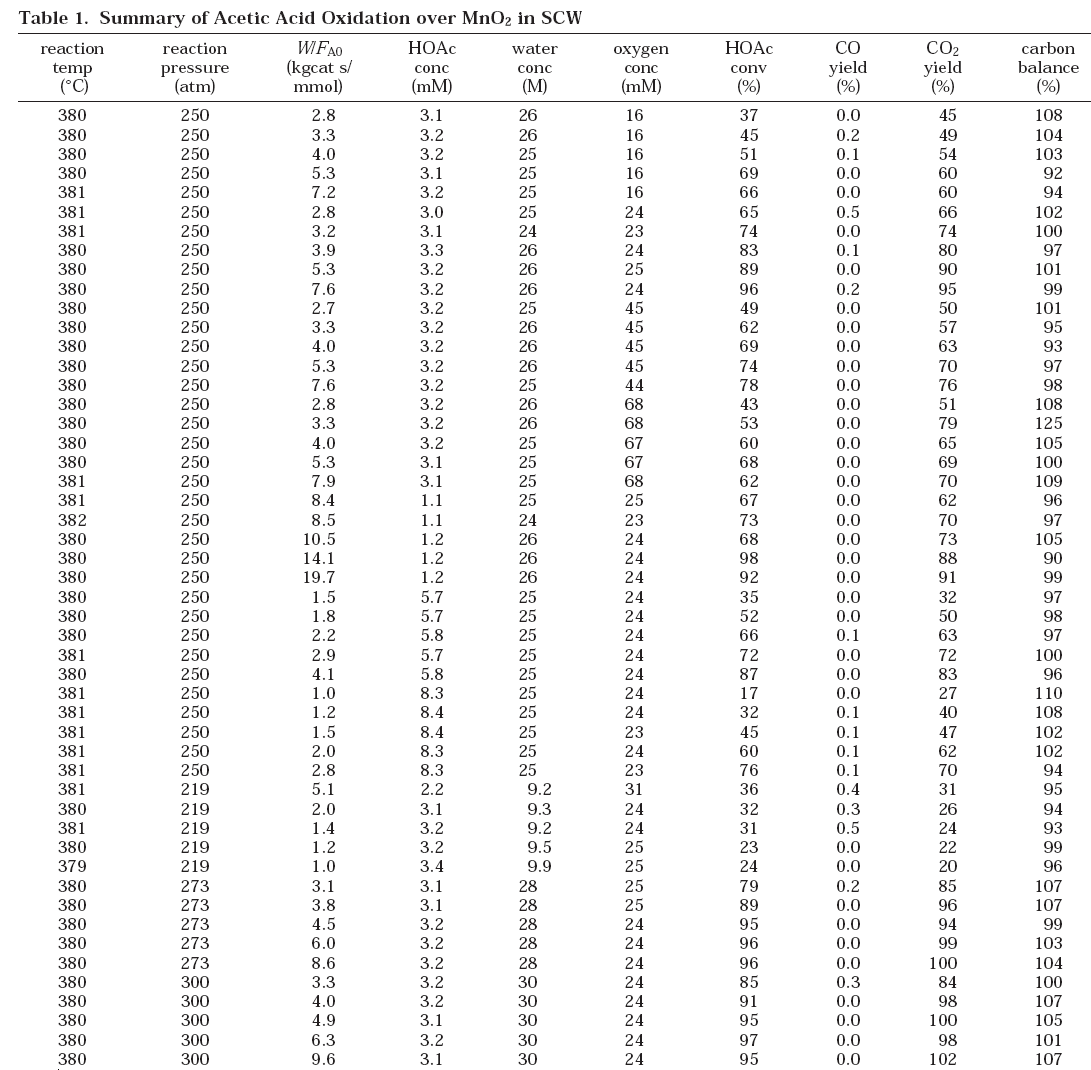 Table 1. Summary of Acetic Acid Oxidation over MnO2 in SCW
reaction reaction W/FA0 HOAc water oxygen HOAc CO CO2 carbon
temp pressure (kgcat s/ conc conc conc conv yield yield balance
(°C) (atm) mmol) (mM) (M) (mM) (%) (%) (%) (%)
380 250 2.8 3.1 26 16 37 0.0 45 108
380 250 3.3 3.2 26 16 45 0.2 49 104
380 250 4.0 3.2 25 16 51 0.1 54 103
380 250 5.3 3.1 25 16 69 0.0 60 92
381 250 7.2 3.2 25 16 66 0.0 60 94
381 250 2.8 3.0 25 24 65 0.5 66 102
381 250 3.2 3.1 24 23 74 0.0 74 100
380 250 3.9 3.3 26 24 83 0.1 80 97
380 250 5.3 3.2 26 25 89 0.0 90 101
380 250 7.6 3.2 26 24 96 0.2 95 99
380 250 2.7 3.2 25 45 49 0.0 50 101
380 250 3.3 3.2 26 45 62 0.0 57 95
380 250 4.0 3.2 26 45 69 0.0 63 93
380 250 5.3 3.2 26 45 74 0.0 70 97
380 250 7.6 3.2 25 44 78 0.0 76 98
380 250 2.8 3.2 26 68 43 0.0 51 108
380 250 3.3 3.2 26 68 53 0.0 79 125
380 250 4.0 3.2 25 67 60 0.0 65 105
380 250 5.3 3.1 25 67 68 0.0 69 100
381 250 7.9 3.1 25 68 62 0.0 70 109
381 250 8.4 1.1 25 25 67 0.0 62 96
382 250 8.5 1.1 24 23 73 0.0 70 97
380 250 10.5 1.2 26 24 68 0.0 73 105
380 250 14.1 1.2 26 24 98 0.0 88 90
380 250 19.7 1.2 26 24 92 0.0 91 99
380 250 1.5 5.7 25 24 35 0.0 32 97
380 250 1.8 5.7 25 24 52 0.0 50 98
380 250 2.2 5.8 25 24 66 0.1 63 97
381 250 2.9 5.7 25 24 72 0.0 72 100
380 250 4.1 5.8 25 24 87 0.0 83 96
381 250 1.0 8.3 25 24 17 0.0 27 110
381 250 1.2 8.4 25 24 32 0.1 40 108
381 250 1.5 8.4 25 23 45 0.1 47 102
381 250 2.0 8.3 25 24 60 0.1 62 102
381 250 2.8 8.3 25 23 76 0.1 70 94
381 219 5.1 2.2 9.2 31 36 0.4 31 95
380 219 2.0 3.1 9.3 24 32 0.3 26 94
381 219 1.4 3.2 9.2 24 31 0.5 24 93
380 219 1.2 3.2 9.5 25 23 0.0 22 99
379 219 1.0 3.4 9.9 25 24 0.0 20 96
380 273 3.1 3.1 28 25 79 0.2 85 107
380 273 3.8 3.1 28 25 89 0.0 96 107
380 273 4.5 3.2 28 24 95 0.0 94 99
380 273 6.0 3.2 28 24 96 0.0 99 103
380 273 8.6 3.2 28 24 96 0.0 100 104
380 300 3.3 3.2 30 24 85 0.3 84 100
380 300 4.0 3.2 30 24 91 0.0 98 107
380 300 4.9 3.1 30 24 95 0.0 100 105
380 300 6.3 3.2 30 24 97 0.0 98 101
380 300 9.6 3.1 30 24 95 0.0 102 107